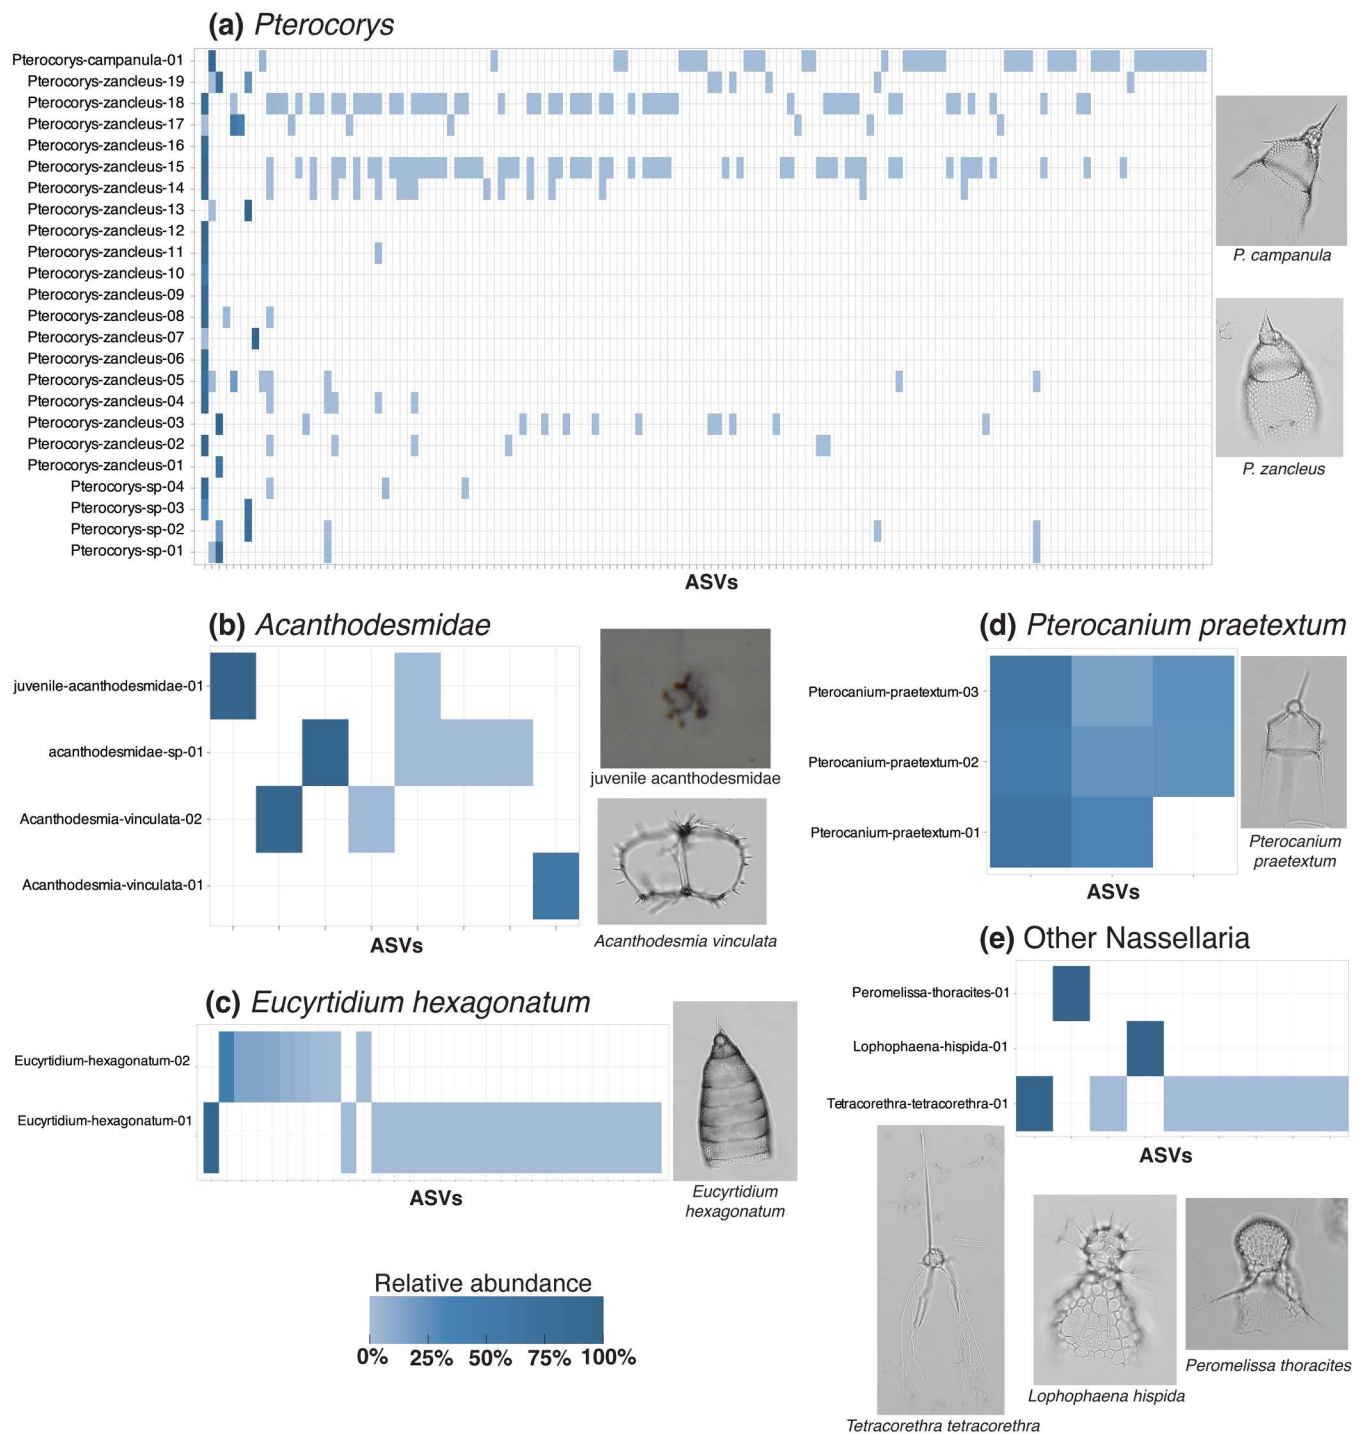 (a) Pterocorys
Pterocorys-campanula-01
Pterocorys-zancleus-19
Pterocorys-zancleus-18
Pterocorys-zancleus-17
Pterocorys-zancleus-16
Pterocorys-zancleus-15
Pterocorys-zancleus-14
Pterocorys-zancleus-13
Pterocorys-zancleus-12
Pterocorys-zancleus-11
Pterocorys-zancleus-10
Pterocorys-zancleus-09
Pterocorys-zancleus-08
Pterocorys-zancleus-07
Pterocorys-zancleus-06
Pterocorys-zancleus-05
Pterocorys-zancleus-04
Pterocorys-zancleus-03
Pterocorys-zancleus-02
Pterocorys-zancleus-01
Pterocorys-sp-04
Pterocorys-sp-03
Pterocorys-sp-02
Pterocorys-sp-01
ASVs
P. campanula
P. zancleus
(b) Acanthodesmidae
juvenile-acanthodesmidae-01
acanthodesmidae-sp-01
Acanthodesmia-vinculata-02
Acanthodesmia-vinculata-01
ASVs
juvenile acanthodesmidae
Acanthodesmia vinculata
(d) Pterocanium praetextum
Pterocanium-praetextum-03
Pterocanium-praetextum-02
Pterocanium-praetextum-01
ASVs
Pterocanium
praetextum
(c) Eucyrtidium hexagonatum
Eucyrtidium-hexagonatum-02
Eucyrtidium-hexagonatum-01
ASVs
Eucyrtidium
hexagonatum
(e) Other Nassellaria
Peromelissa-thoracites-01
Lophophaena-hispida-01
Tetracorethra-tetracorethra-01
ASVs
Tetracorethra tetracorethra
Lophophaena hispida
Peromelissa thoracites
Relative abundance
0% 25% 50% 75% 100%